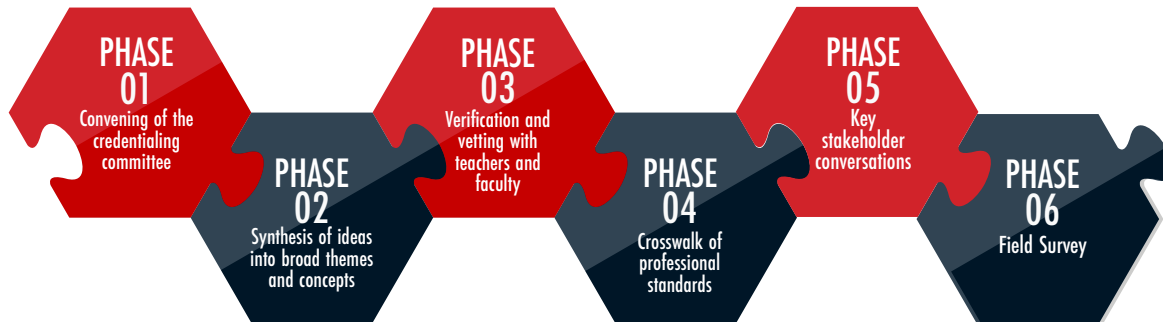 PHASE
01
Convening of the
credentialing
committee
PHASE
02
Synthesis of ideas
into broad themes
and concepts
PHASE
03
Verification and
vetting with
teachers and
faculty
PHASE
04
Crosswalk of
professional
standards
PHASE
05
Key
stakeholder
conversations
PHASE
06
Field Survey